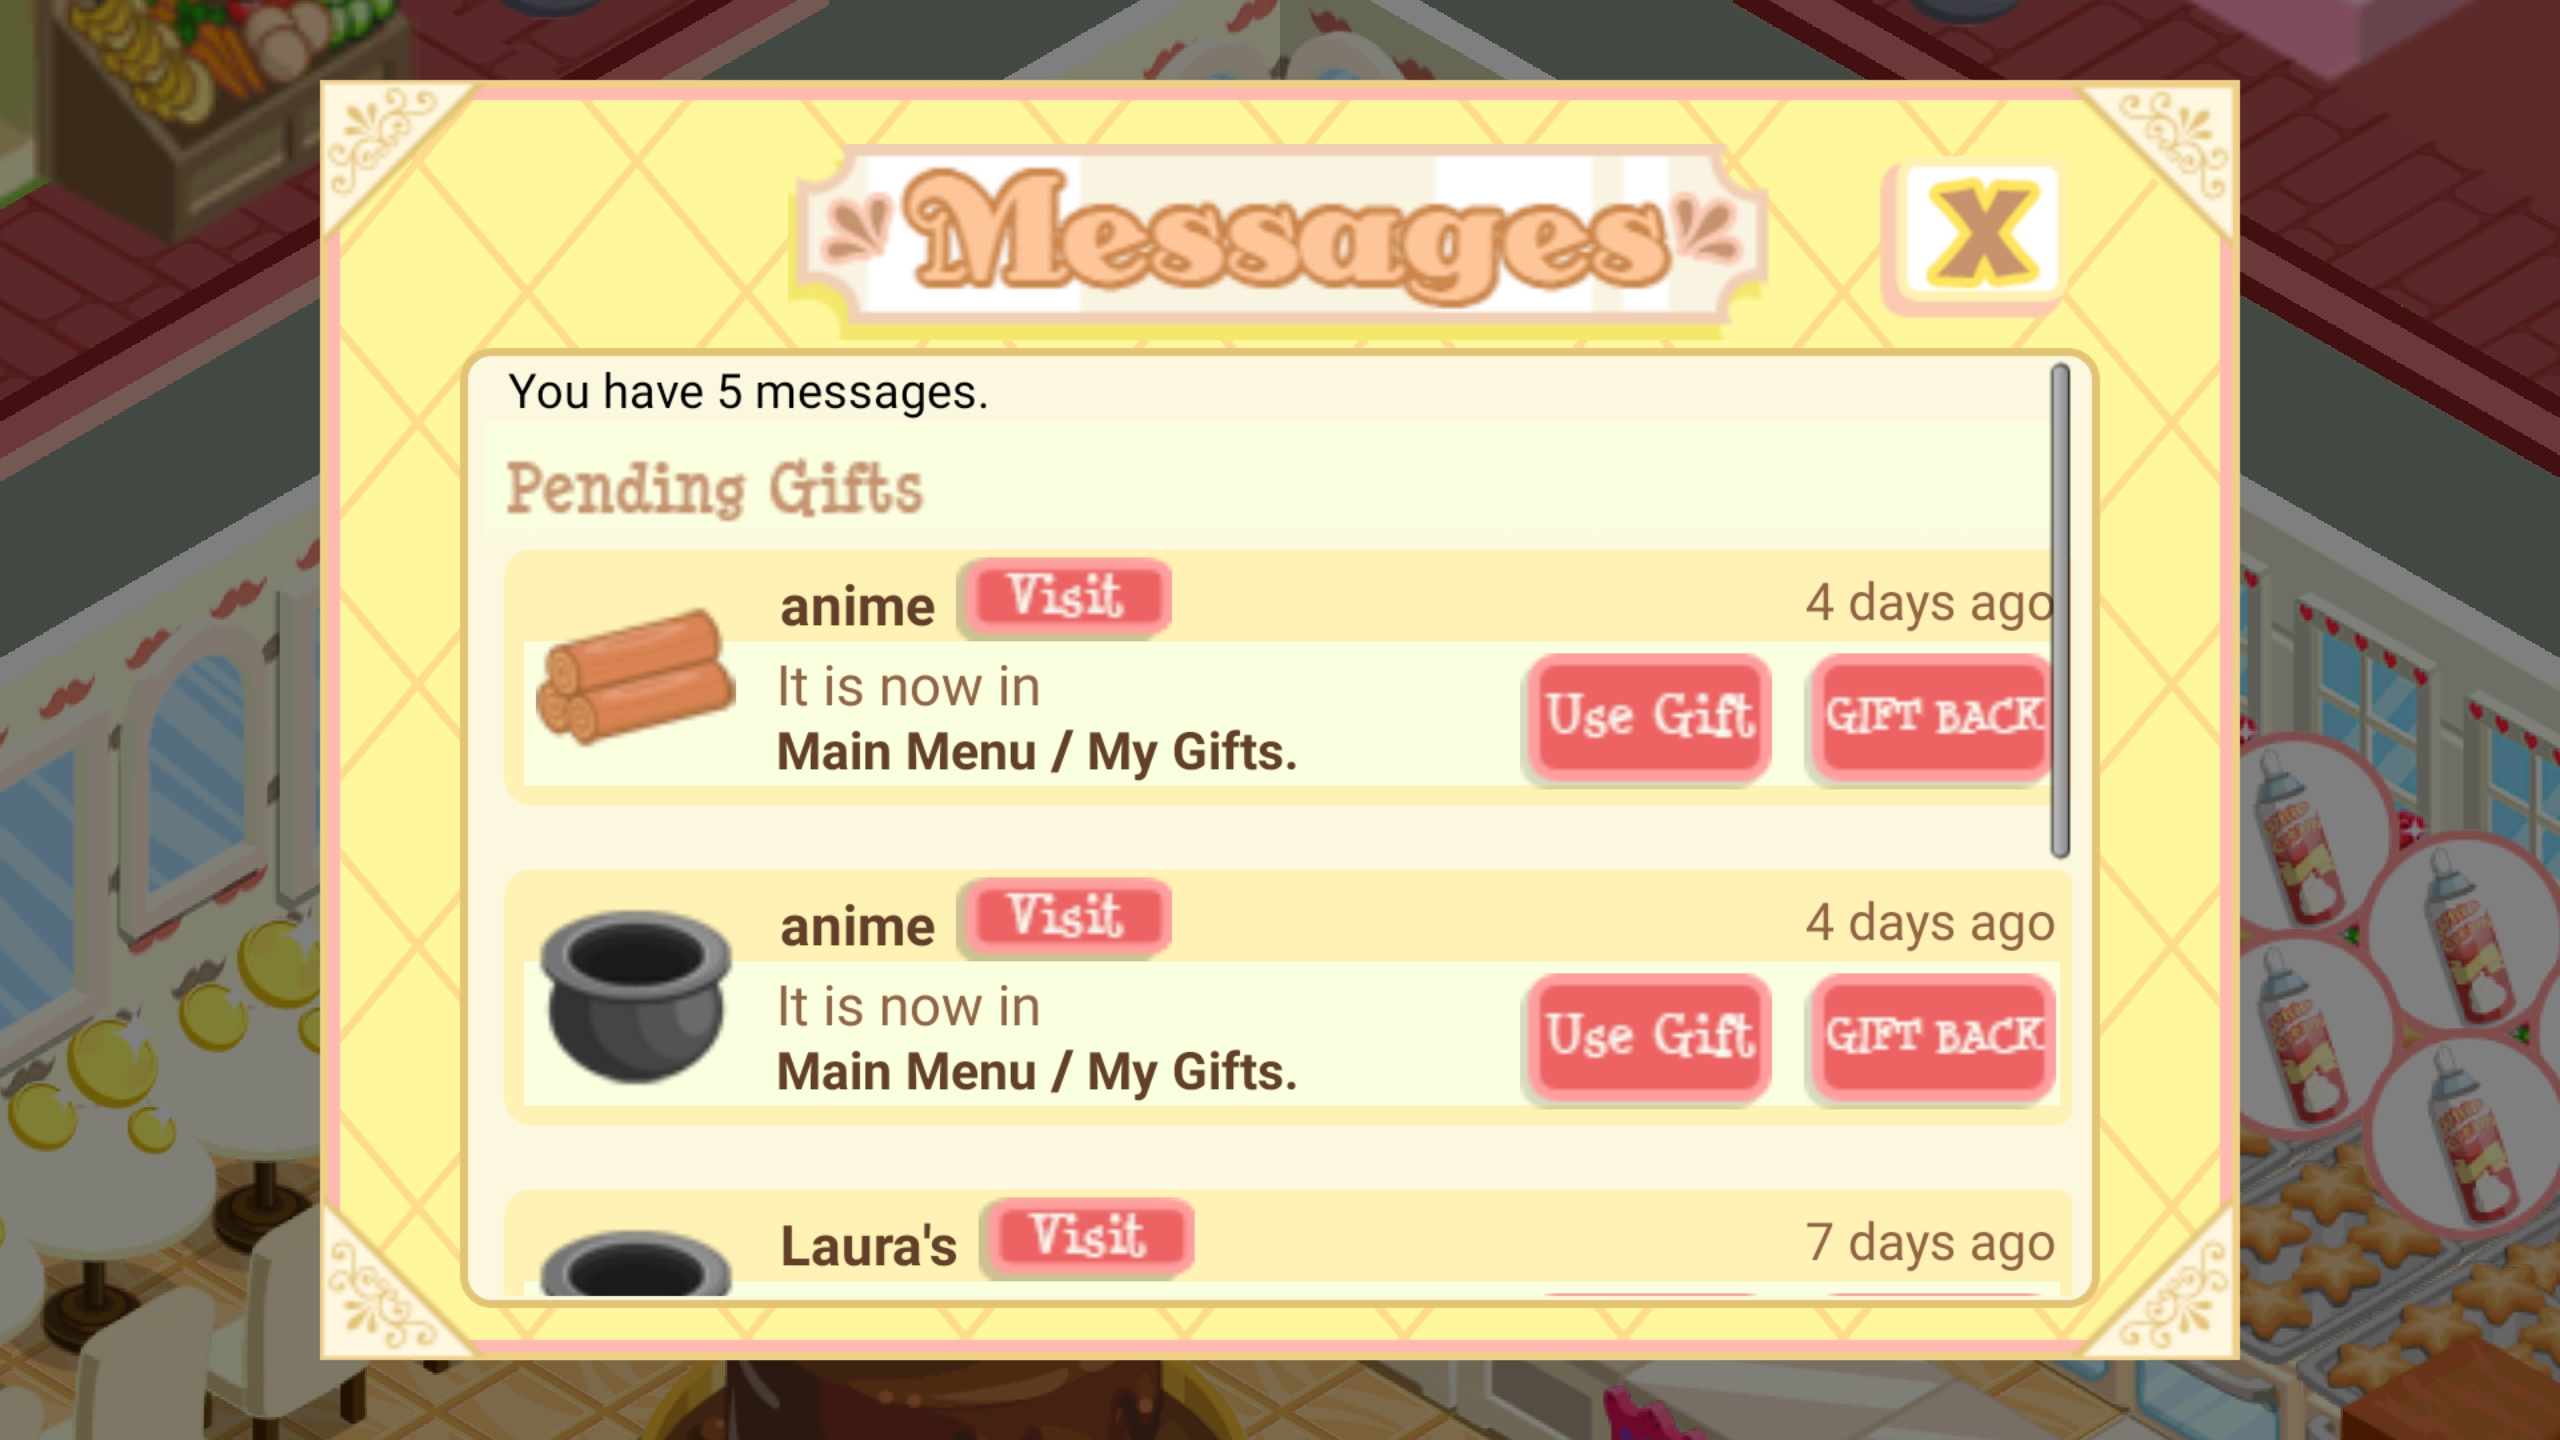 Messages
X
You have 5 messages.
Pending Gifts
anime Visit 4 days ago
It is now in
Main Menu / My Gifts.
Use Gift GIFT BACK
anime Visit 4 days ago
It is now in
Main Menu / My Gifts.
Use Gift GIFT BACK
Laura's Visit 7 days ago